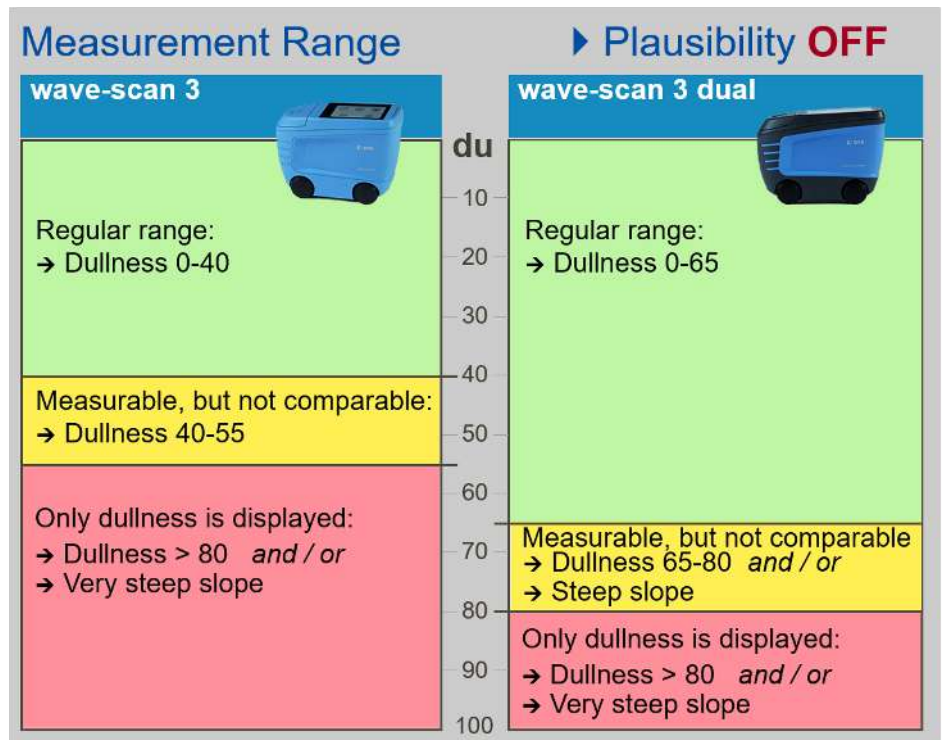 Measurement Range
▶ Plausibility OFF
wave-scan 3
Regular range:
→ Dullness 0-40
Measurable, but not comparable:
→ Dullness 40-55
Only dullness is displayed:
→ Dullness > 80 and / or
→ Very steep slope
du
10
20
30
40
50
60
70
80
90
100
wave-scan 3 dual
Regular range:
→ Dullness 0-65
Measurable, but not comparable
→ Dullness 65-80 and / or
→ Steep slope
Only dullness is displayed:
→ Dullness > 80 and / or
→ Very steep slope